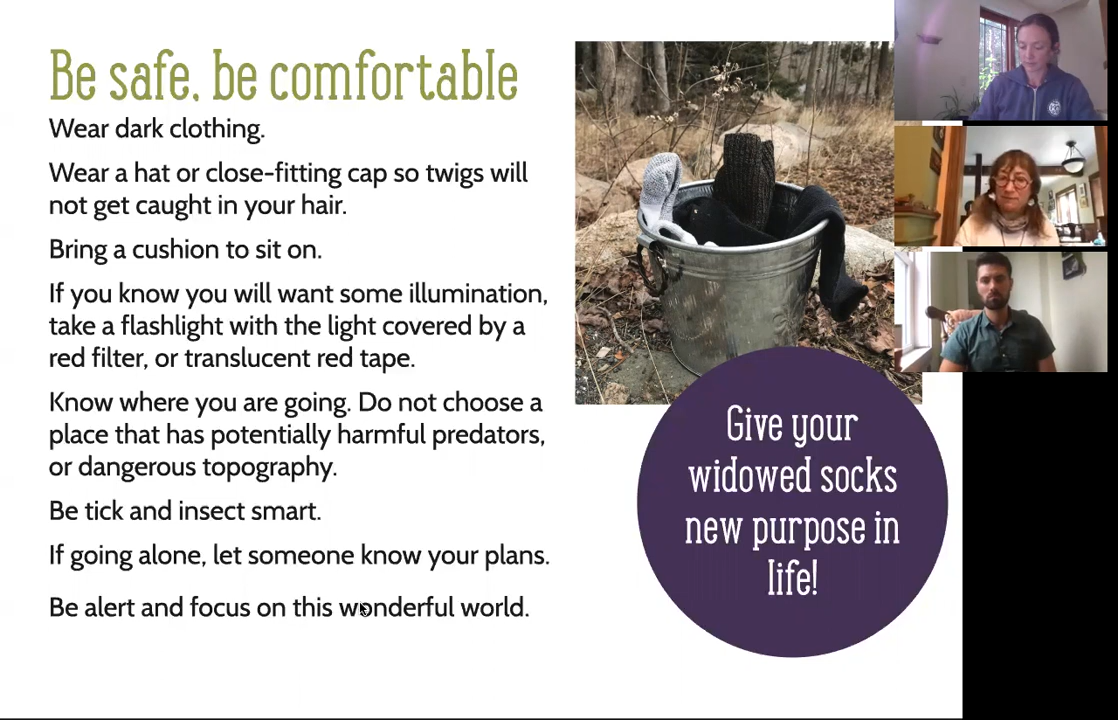 Be safe, be comfortable
Wear dark clothing.
Wear a hat or close-fitting cap so twigs will
not get caught in your hair.
Bring a cushion to sit on.
If you know you will want some illumination,
take a flashlight with the light covered by a
red filter, or translucent red tape.
Know where you are going. Do not choose a
place that has potentially harmful predators,
or dangerous topography.
Be tick and insect smart.
If going alone, let someone know your plans.
Be alert and focus on this wonderful world.
Give your
widowed socks
new purpose in
life!